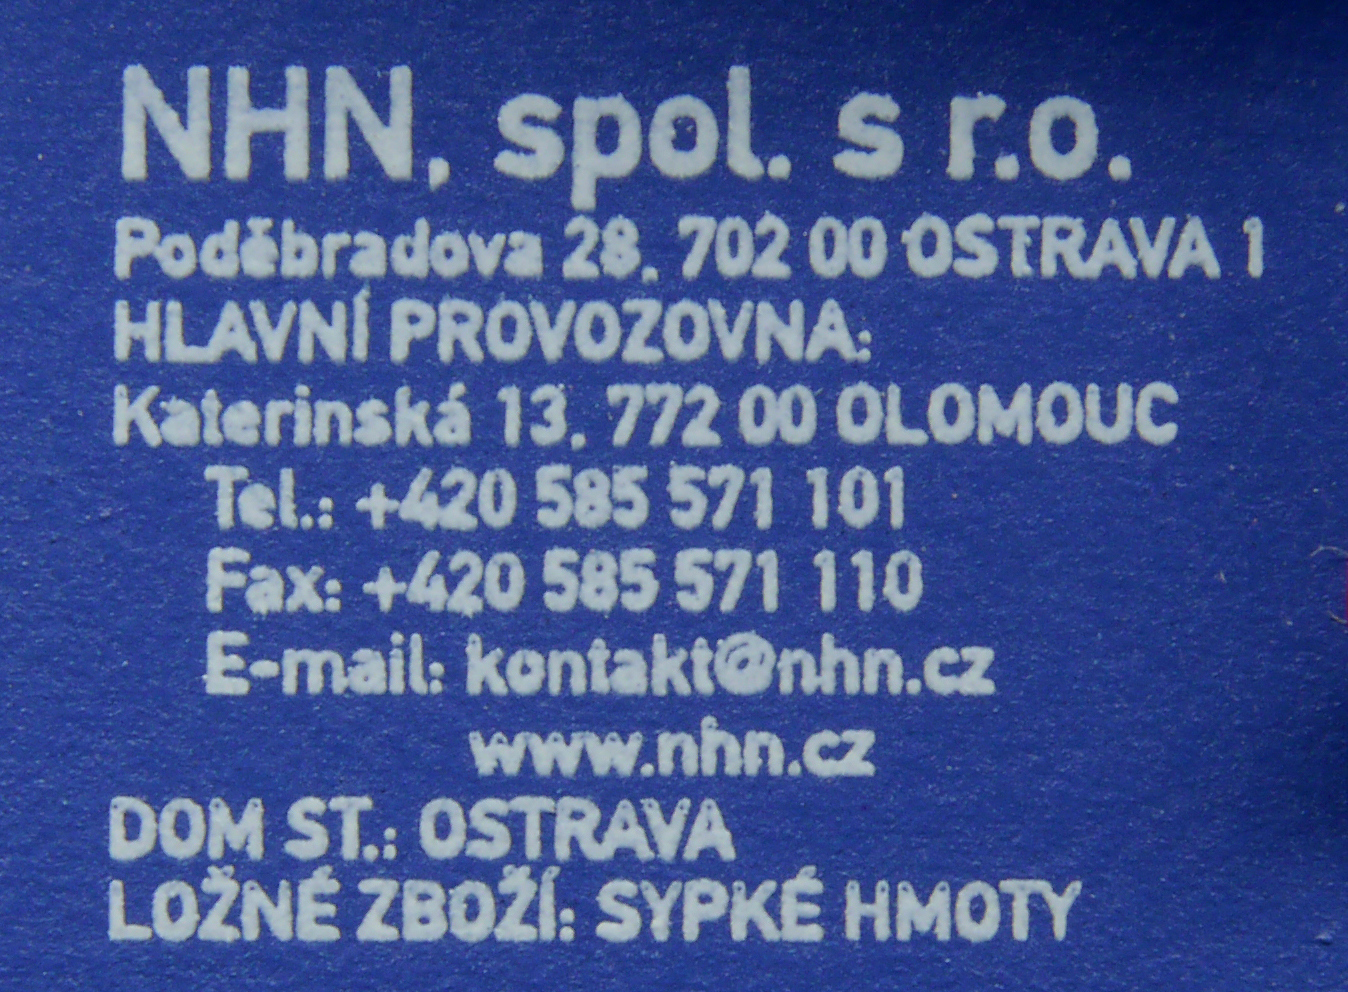 NHN, spol. s r.o.
Poděbradova 28, 702 00 OSTRAVA 1
HLAVNÍ PROVOZOVNA:
Katerinská 13, 772 00 OLOMOUC
Tel.: +420 585 571 101
Fax: +420 585 571 110
E-mail: kontakt@nhn.cz
www.nhn.cz
DOM ST.: OSTRAVA
LOŽNÉ ZBOŽÍ: SYPKÉ HMOTY